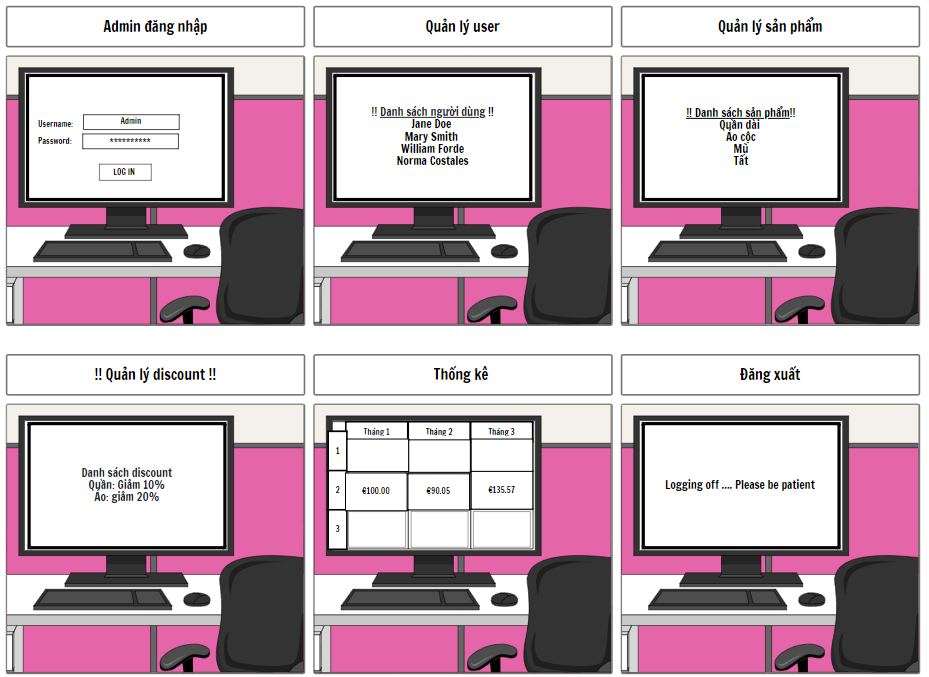 Admin đăng nhập
Quản lý user
Quản lý sản phẩm
Username:
Admin
Password:
**********
LOG IN
!! Danh sách người dùng !!
Jane Doe
Mary Smith
William Forde
Norma Costales
!! Danh sách sản phẩm!!
Quần dài
Áo cộc
Mũ
Tất
!! Quản lý discount !!
Thống kê
Đăng xuất
Danh sách discount
Quần: Giảm 10%
Áo: giảm 20%
Tháng 1 Tháng 2 Tháng 3
1
2 €100.00 €90.05 €135.57
3
Logging off .... Please be patient